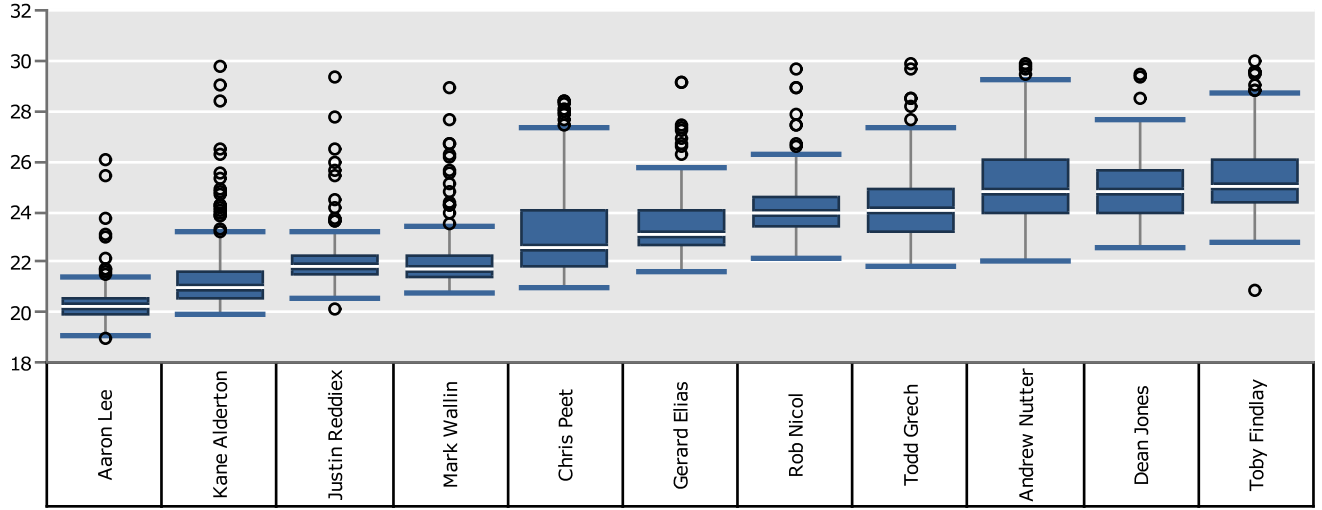 32
30
28
26
24
22
20
18
Aaron Lee
Kane Alderton
Justin Reddiex
Mark Wallin
Chris Peet
Gerard Elias
Rob Nicol
Todd Grech
Andrew Nutter
Dean Jones
Toby Findlay